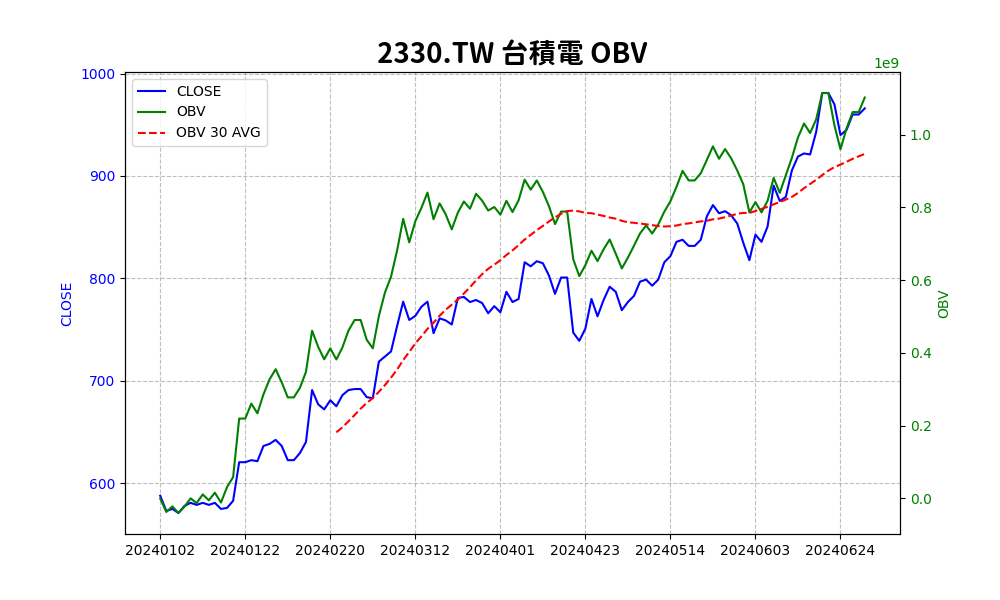 2330.TW 台積電 OBV
1e9
CLOSE
OBV
OBV 30 AVG
1000
900
800
700
600
CLOSE
1.0
0.8
0.6
0.4
0.2
0.0
OBV
20240102 20240122 20240220 20240312 20240401 20240423 20240514 20240603 20240624